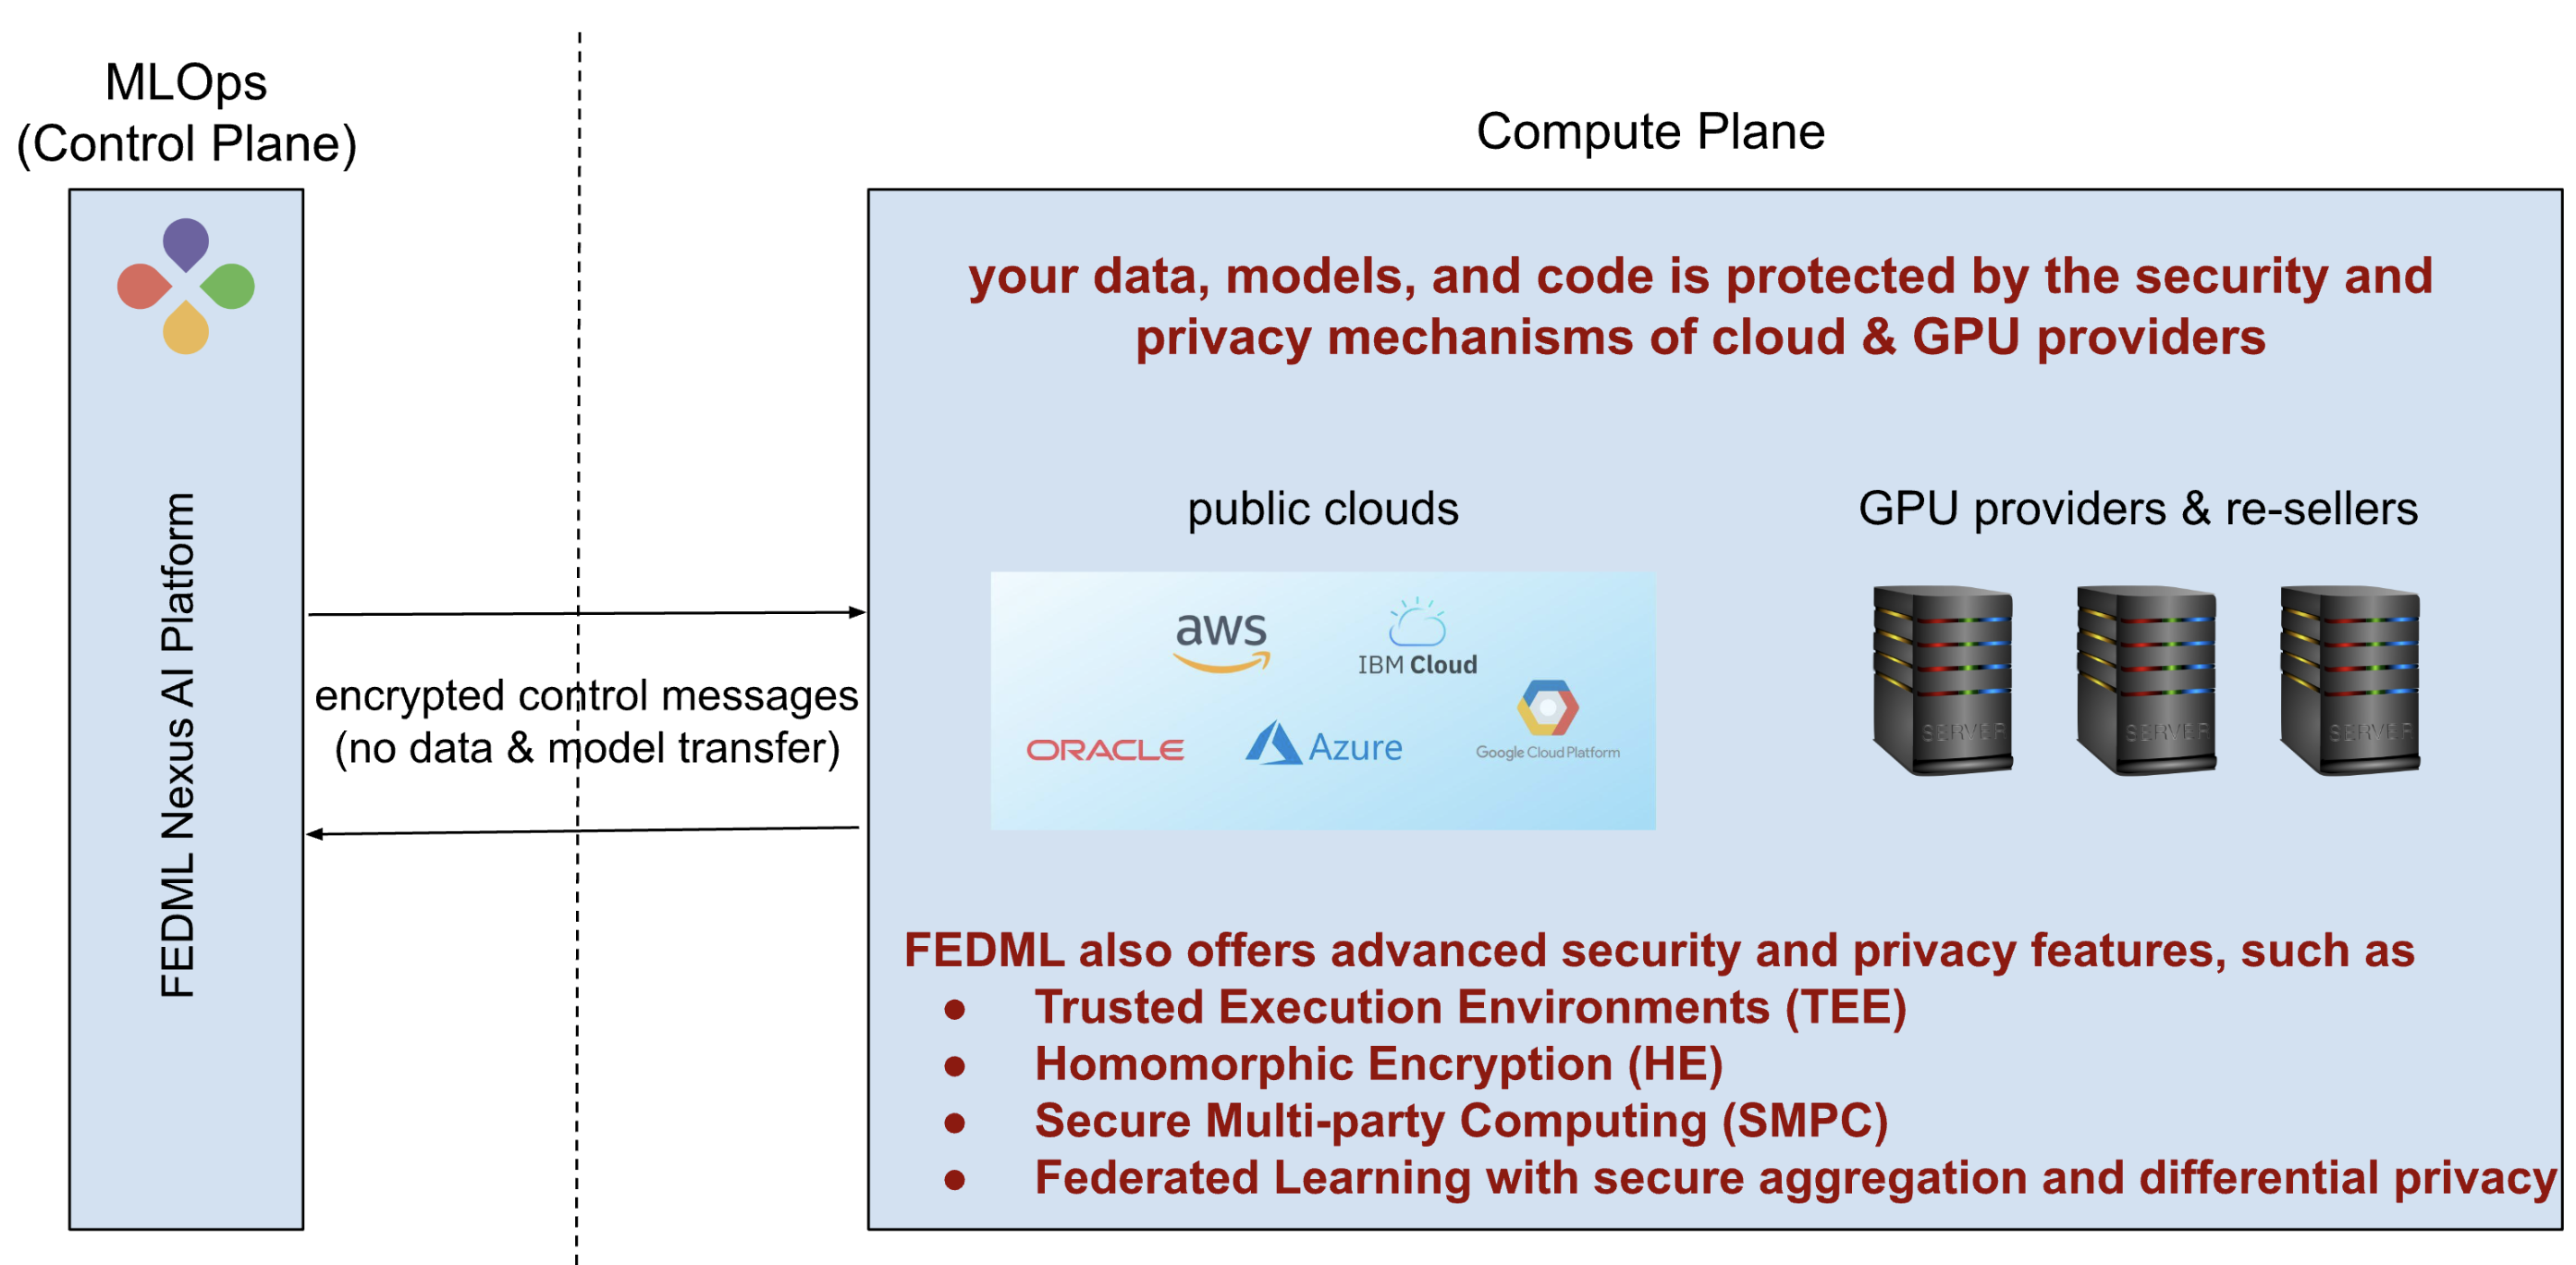 MLOps
(Control Plane)
FEDML Nexus AI Platform
encrypted control messages
(no data & model transfer)
Compute Plane
your data, models, and code is protected by the security and
privacy mechanisms of cloud & GPU providers
public clouds
aws
IBM Cloud
ORACLE
Azure
Google Cloud Platform
GPU providers & re-sellers
SERVER
SERVER
SERVER
FEDML also offers advanced security and privacy features, such as
● Trusted Execution Environments (TEE)
● Homomorphic Encryption (HE)
● Secure Multi-party Computing (SMPC)
● Federated Learning with secure aggregation and differential privacy